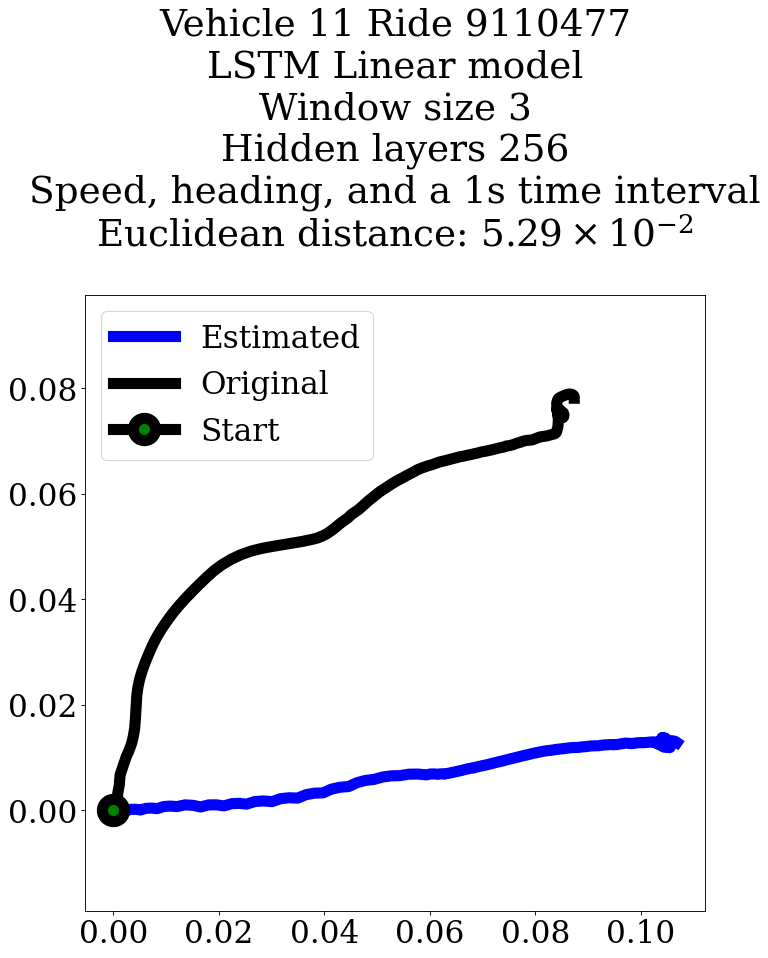 Vehicle 11 Ride 9110477
LSTM Linear model
Window size 3
Hidden layers 256
Speed, heading, and a 1s time interval
Euclidean distance: 5.29 × 10⁻²
Estimated
Original
Start
0.08
0.06
0.04
0.02
0.00
0.00 0.02 0.04 0.06 0.08 0.10